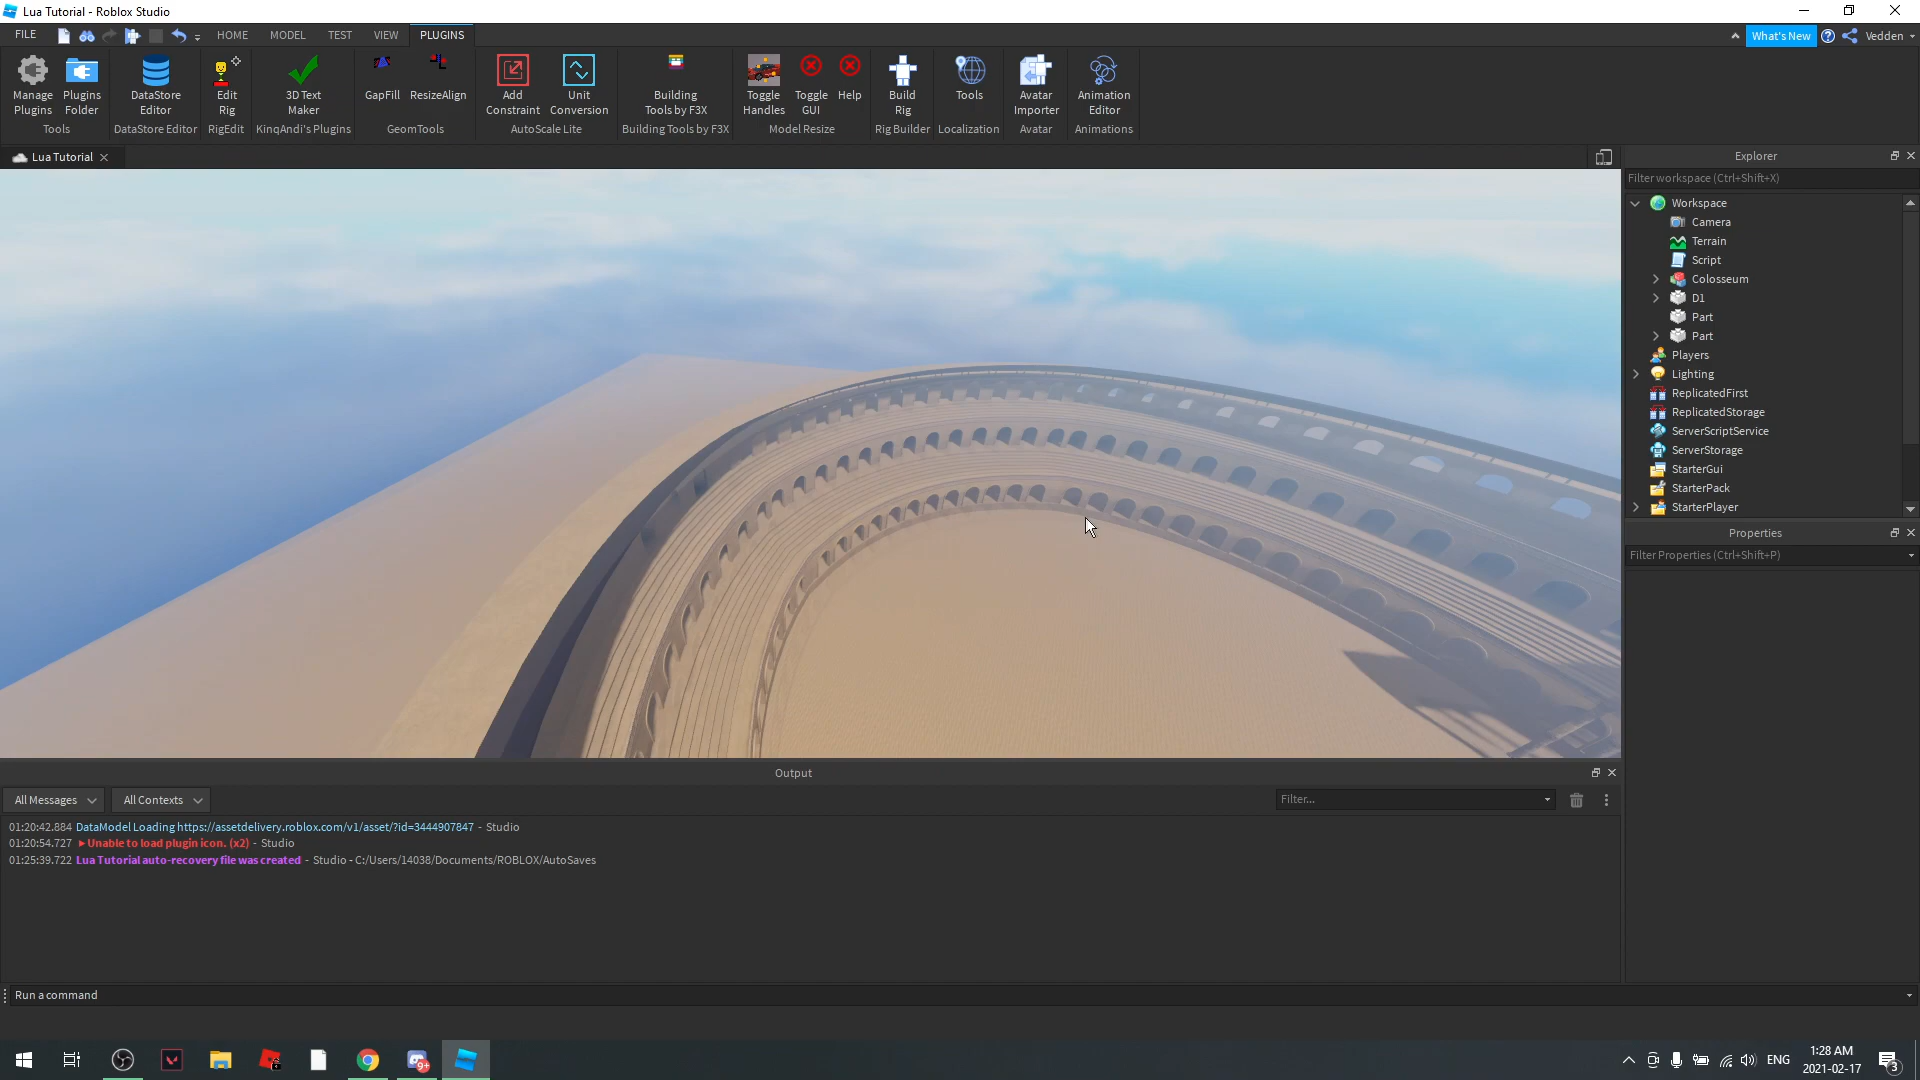 Lua Tutorial - Roblox Studio
FILE HOME MODEL TEST VIEW PLUGINS What's New Vedden
Manage Plugins
Plugins Folder
Tools
DataStore Editor
DataStore Editor
Edit Rig
RigEdit
3D Text Maker
KinqAndi's Plugins
GapFill
ResizeAlign
GeomTools
Add Constraint
Unit Conversion
AutoScale Lite
Building Tools by F3X
Building Tools by F3X
Toggle Handles
Toggle GUI
Help
Model Resize
Build Rig
Rig Builder
Tools
Localization
Avatar Importer
Avatar
Animation Editor
Animations
Lua Tutorial
Explorer
Filter workspace (Ctrl+Shift+X)
Workspace
Camera
Terrain
Script
Colosseum
D1
Part
Part
Players
Lighting
ReplicatedFirst
ReplicatedStorage
ServerScriptService
ServerStorage
StarterGui
StarterPack
StarterPlayer
Properties
Filter Properties (Ctrl+Shift+P)
Output
All Messages All Contexts Filter...
01:20:42.884 DataModel Loading https://assetdelivery.roblox.com/v1/asset/?id=3444907847 - Studio
01:20:54.727 Unable to load plugin icon. (x2) - Studio
01:25:39.722 Lua Tutorial auto-recovery file was created - Studio - C:/Users/14038/Documents/ROBLOX/AutoSaves
Run a command
9+
ENG
1:28 AM
2021-02-17
3